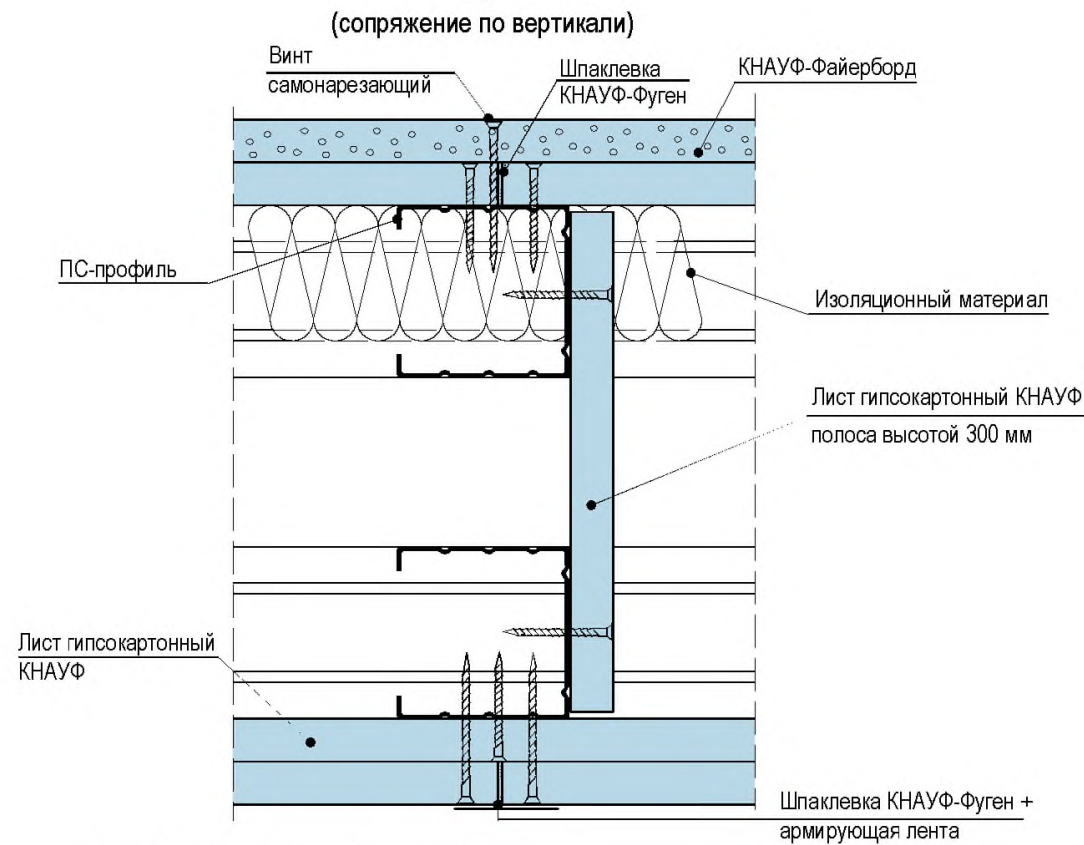 (сопряжение по вертикали)
Винт
самонарезающий
Шпаклевка
КНАУФ-Фуген
КНАУФ-Файерборд
ПС-профиль
Изоляционный материал
Лист гипсокартонный КНАУФ
полоса высотой 300 мм
Лист гипсокартонный
КНАУФ
Шпаклевка КНАУФ-Фуген +
армирующая лента